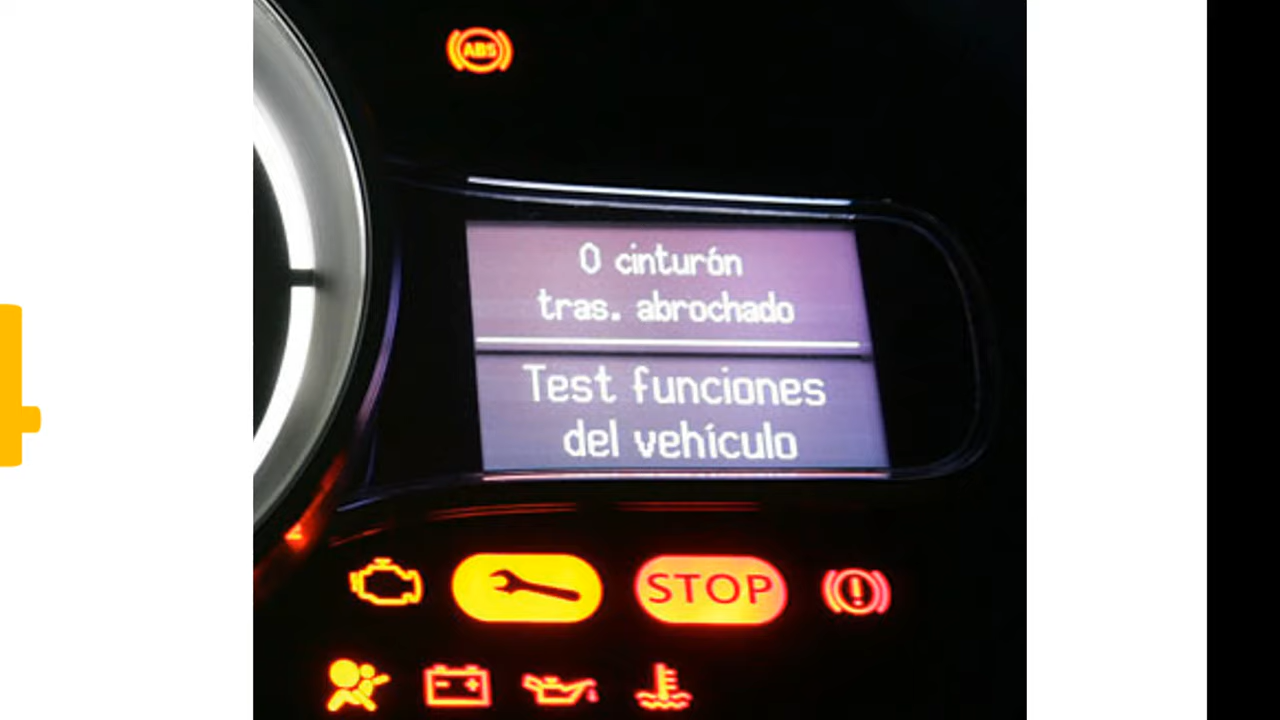 ABS
0 cinturón
tras. abrochado
Test funciones
del vehículo
STOP